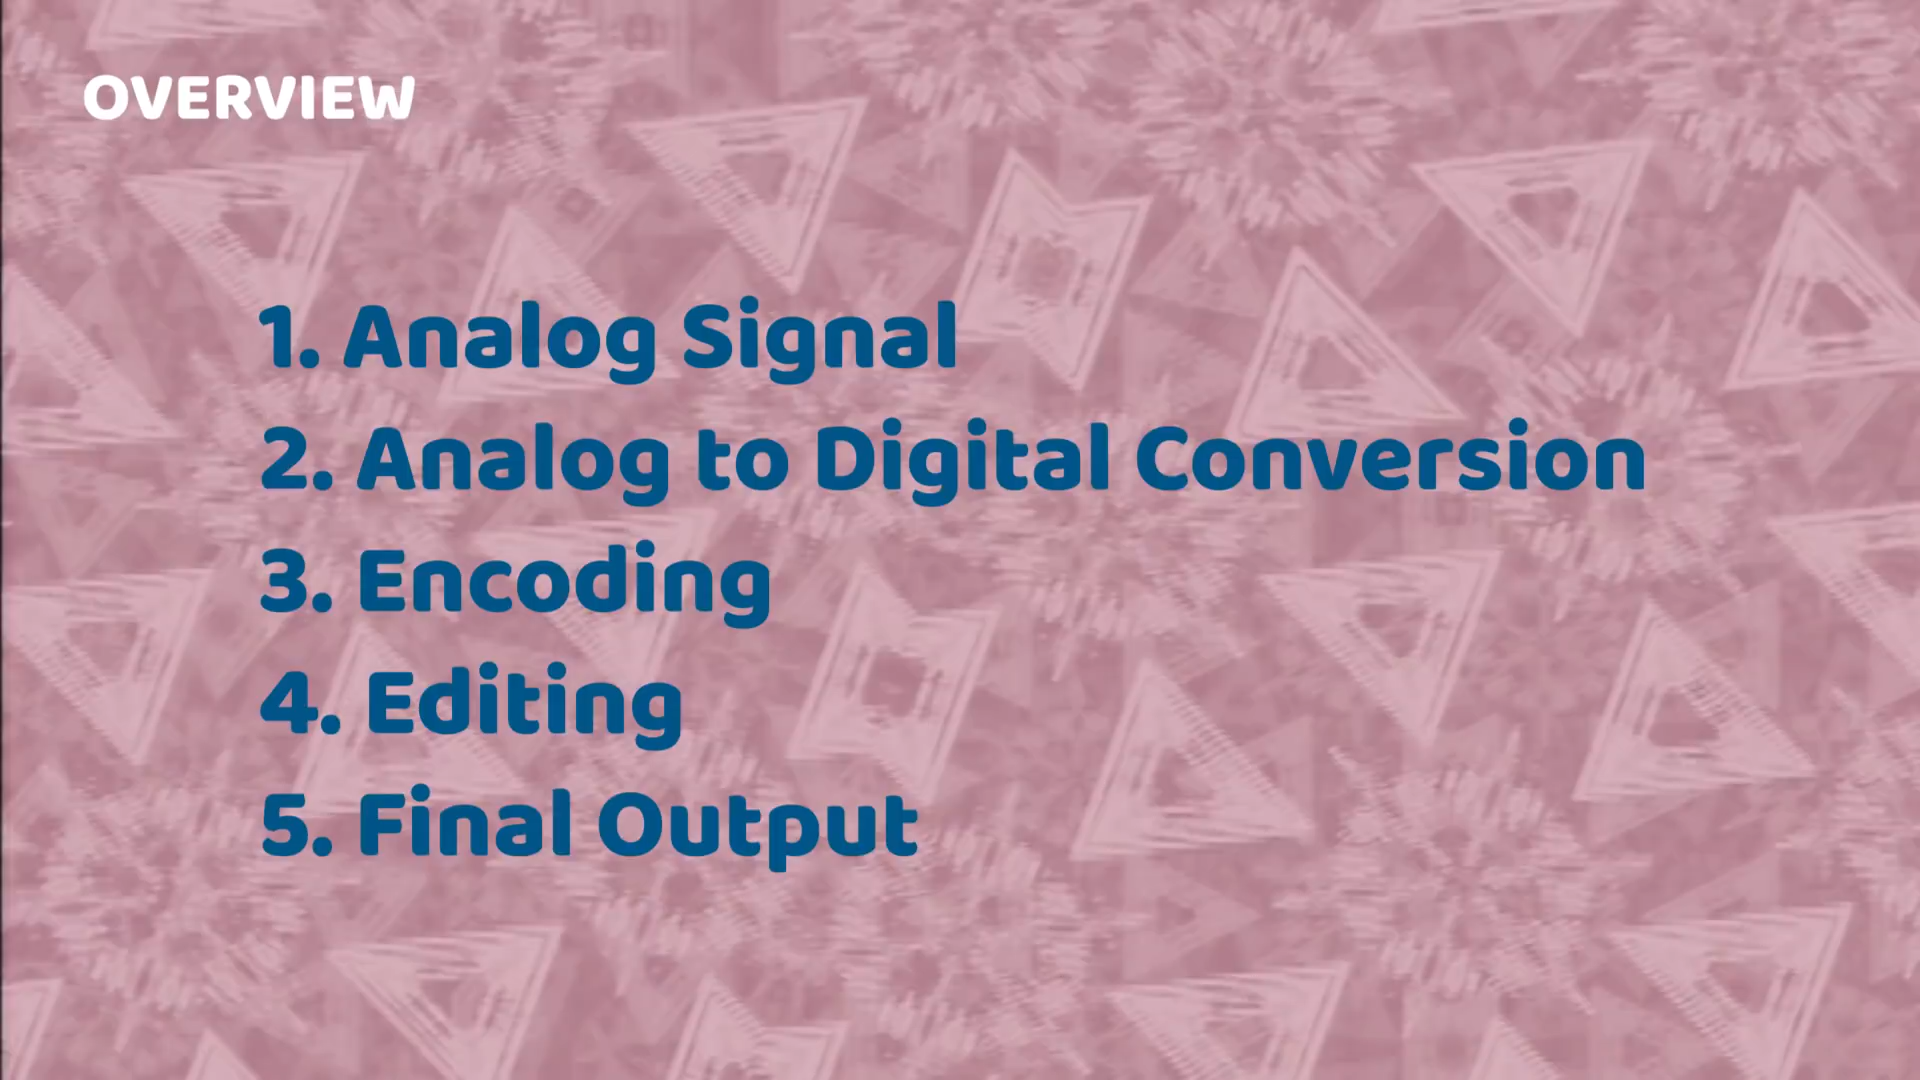 OVERVIEW
1. Analog Signal
2. Analog to Digital Conversion
3. Encoding
4. Editing
5. Final Output